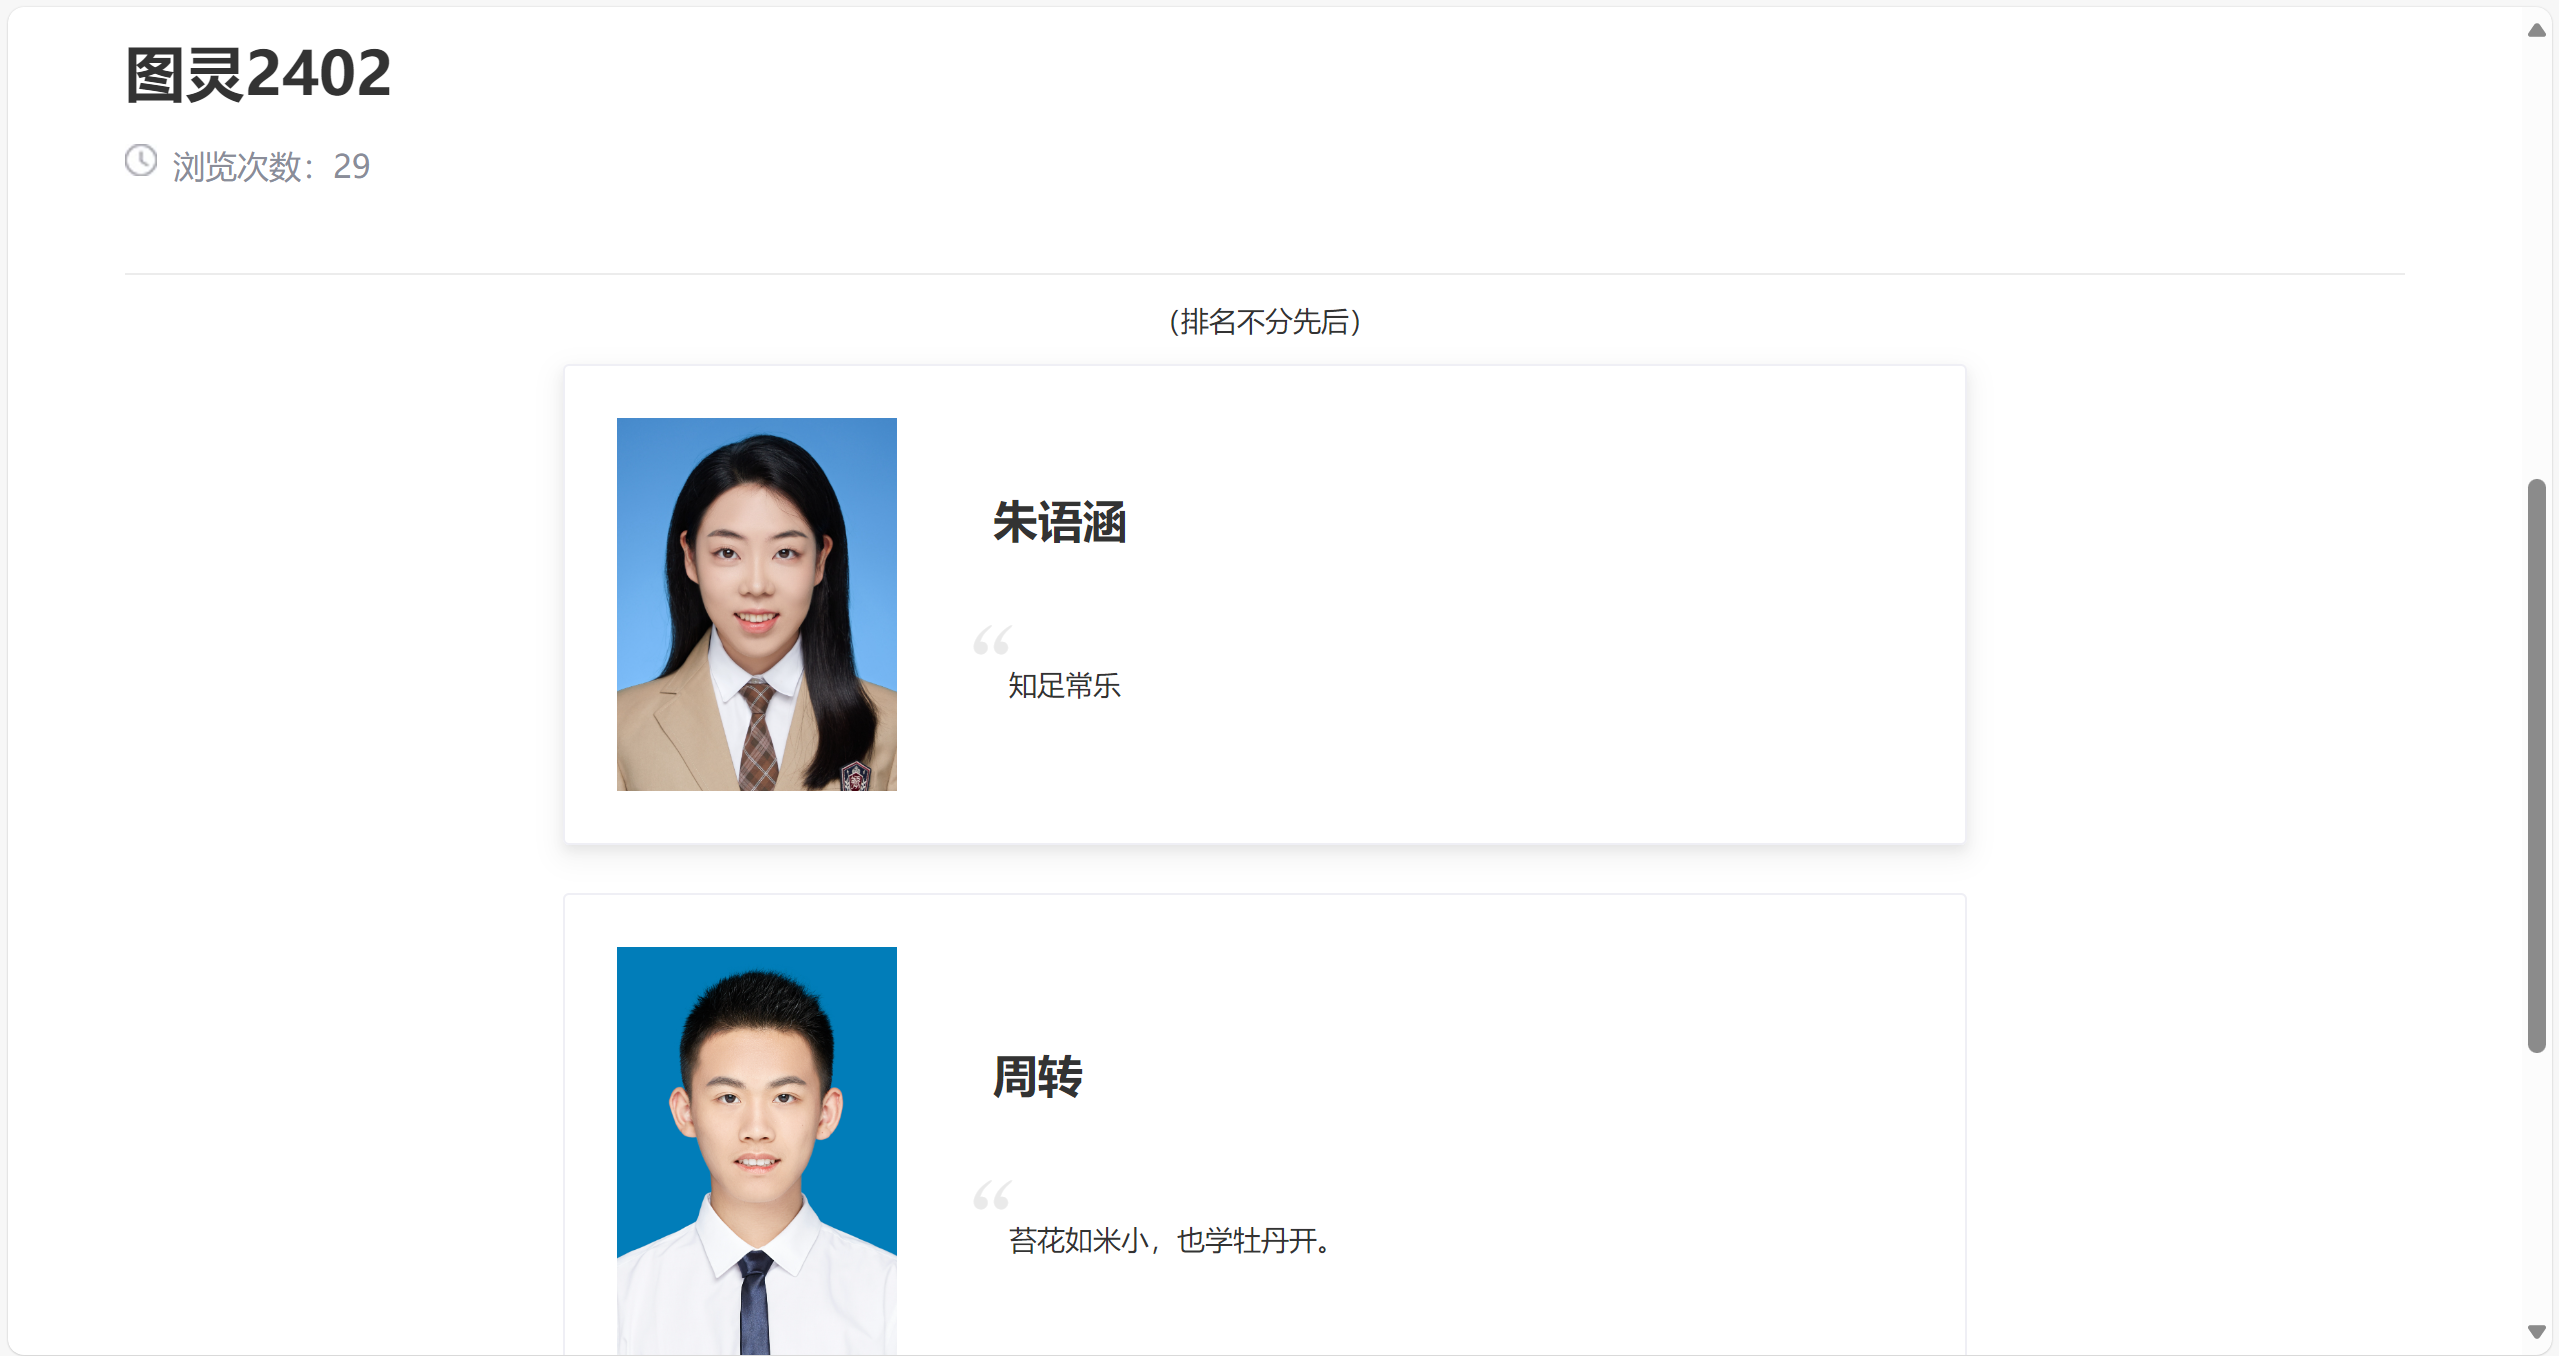 图灵2402
浏览次数：29
（排名不分先后）
朱语涵
“
知足常乐
周转
“
苔花如米小，也学牡丹开。